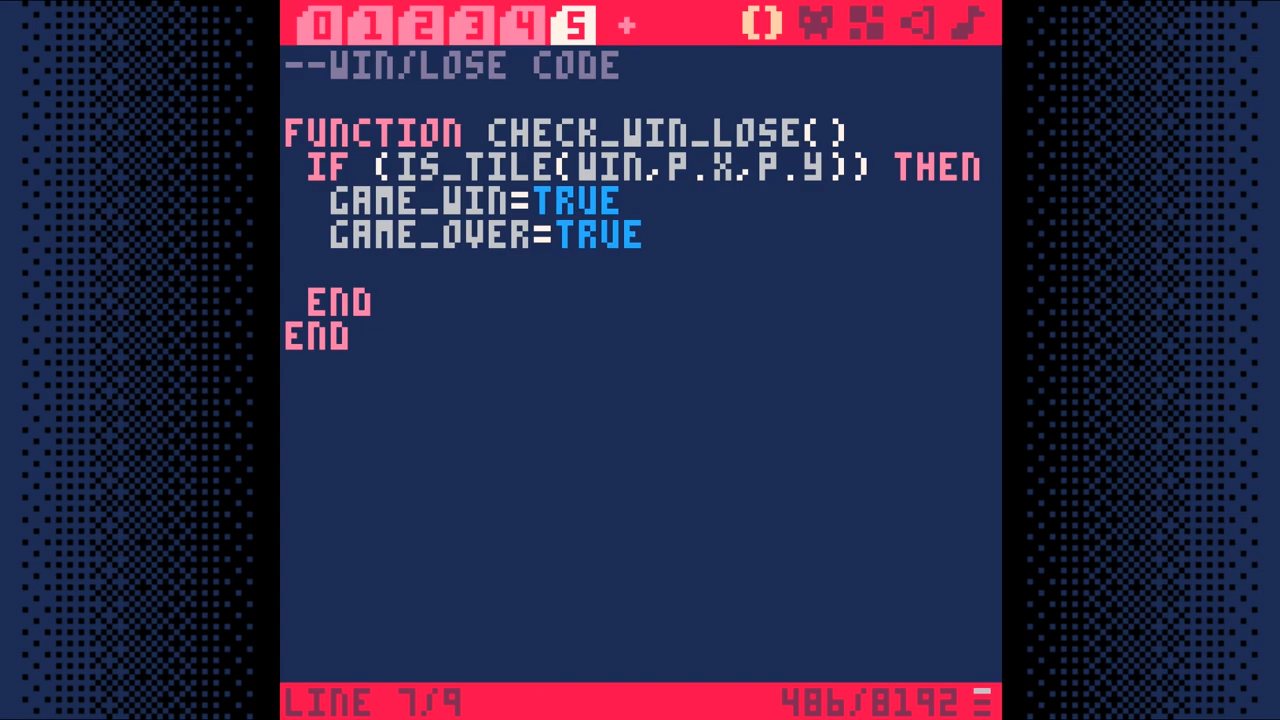 0 1 2 3 4 5 + ()
--WIN/LOSE CODE
FUNCTION CHECK_WIN_LOSE()
IF (IS_TILE(WIN,P.X,P.Y)) THEN
GAME_WIN=TRUE
GAME_OVER=TRUE
END
END
LINE 7/9 486/8192